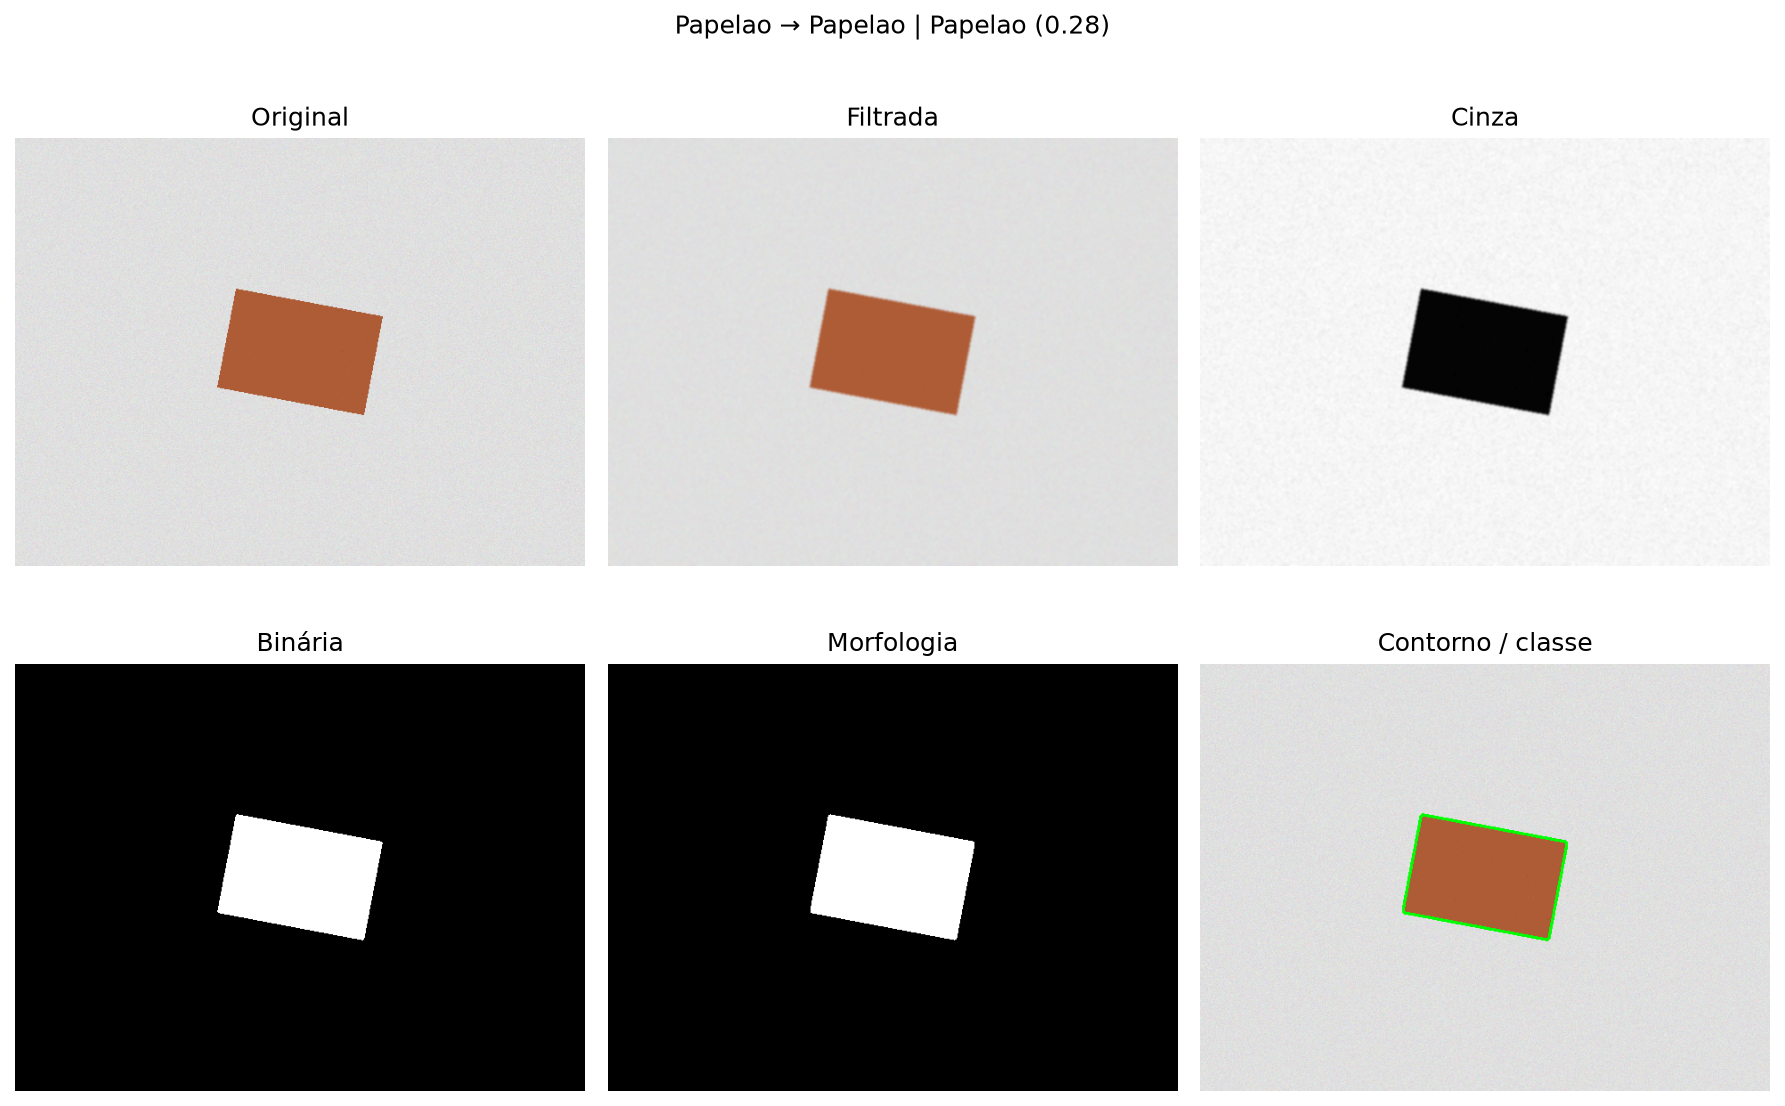 Papelao → Papelao | Papelao (0.28)
Original
Filtrada
Cinza
Binária
Morfologia
Contorno / classe